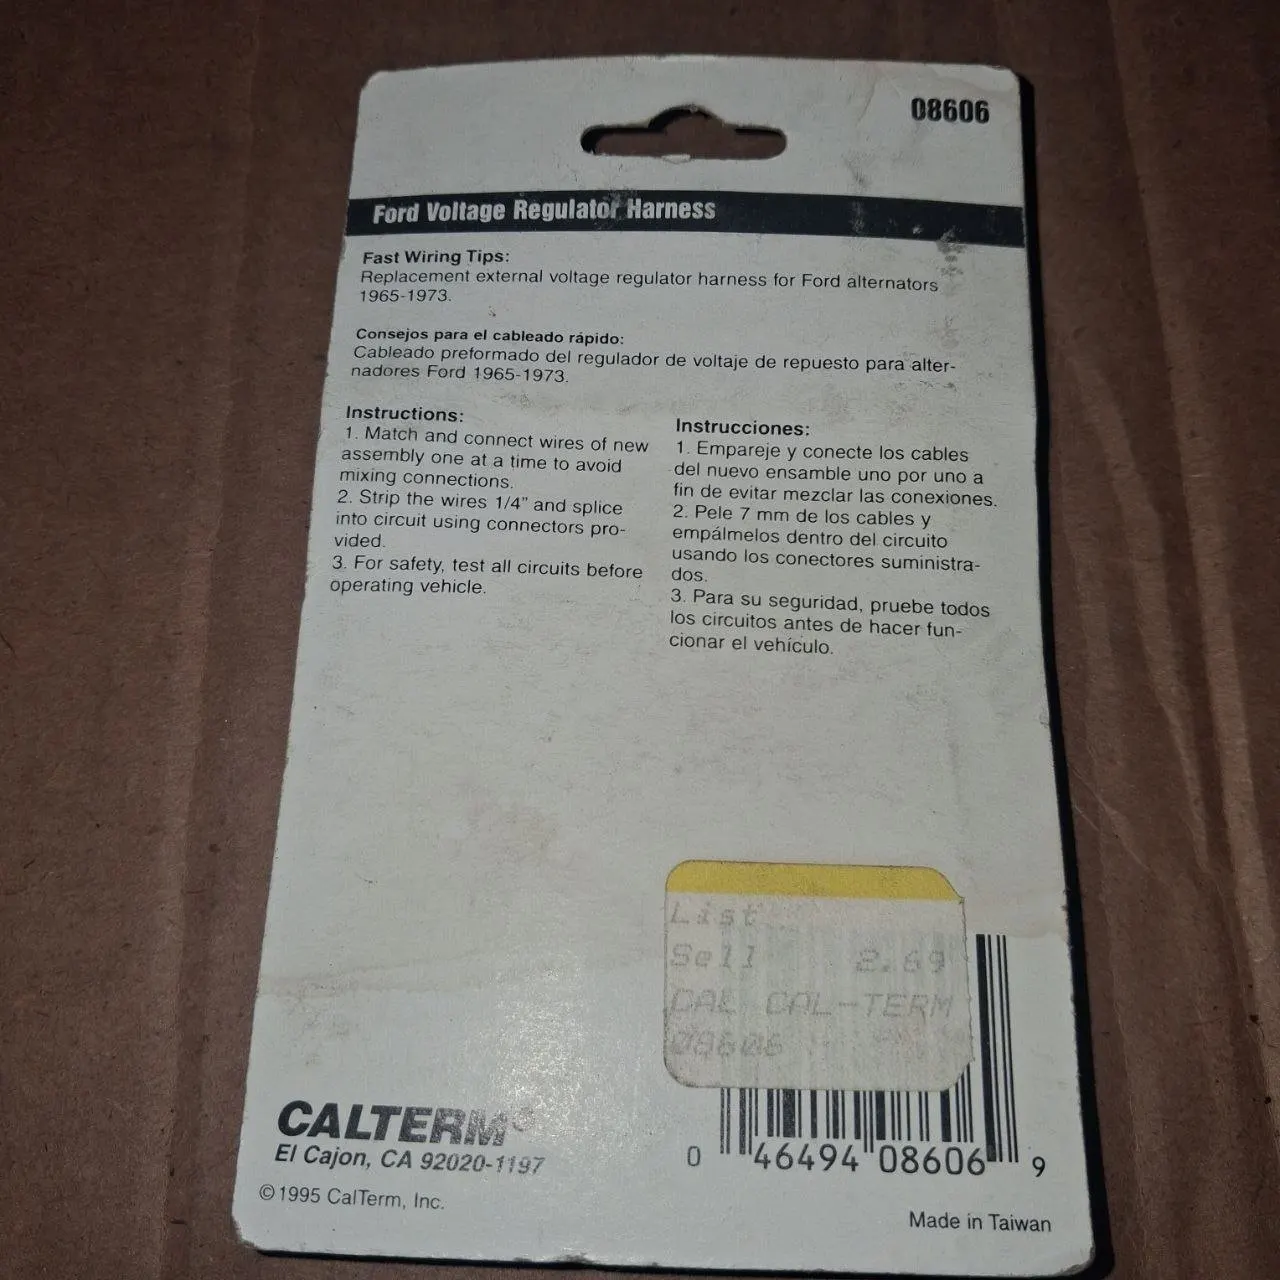 08606
Ford Voltage Regulator Harness
Fast Wiring Tips:
Replacement external voltage regulator harness for Ford alternators
1965-1973.
Consejos para el cableado rápido:
Cableado preformado del regulador de voltaje de repuesto para alter-
nadores Ford 1965-1973.
Instructions:
1. Match and connect wires of new
assembly one at a time to avoid
mixing connections.
2. Strip the wires 1/4" and splice
into circuit using connectors pro-
vided.
3. For safety, test all circuits before
operating vehicle.
Instrucciones:
1. Empareje y conecte los cables
del nuevo ensamble uno por uno a
fin de evitar mezclar las conexiones.
2. Pele 7 mm de los cables y
empálmelos dentro del circuito
usando los conectores suministra-
dos.
3. Para su seguridad, pruebe todos
los circuitos antes de hacer fun-
cionar el vehículo.
List
Sell 2.69
CAL CAL-TERM
08606
CALTERM®
El Cajon, CA 92020-1197
©1995 CalTerm, Inc.
0 46494 08606 9
Made in Taiwan